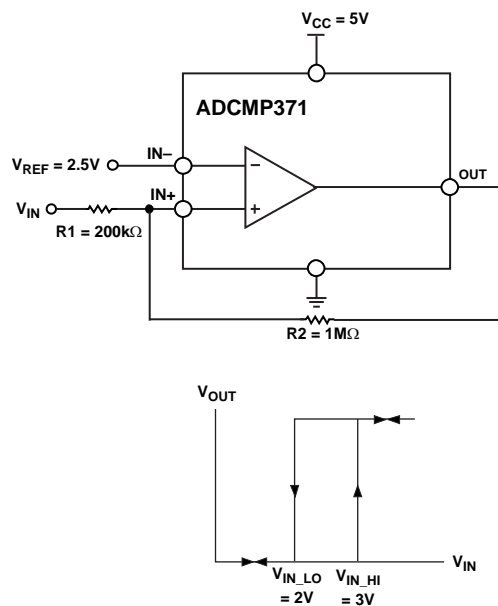 V_CC = 5V
ADCMP371
IN–
V_REF = 2.5V
OUT
IN+
V_IN
R1 = 200kΩ
–
+
R2 = 1MΩ
V_OUT
V_IN
V_IN_LO
= 2V
V_IN_HI
= 3V